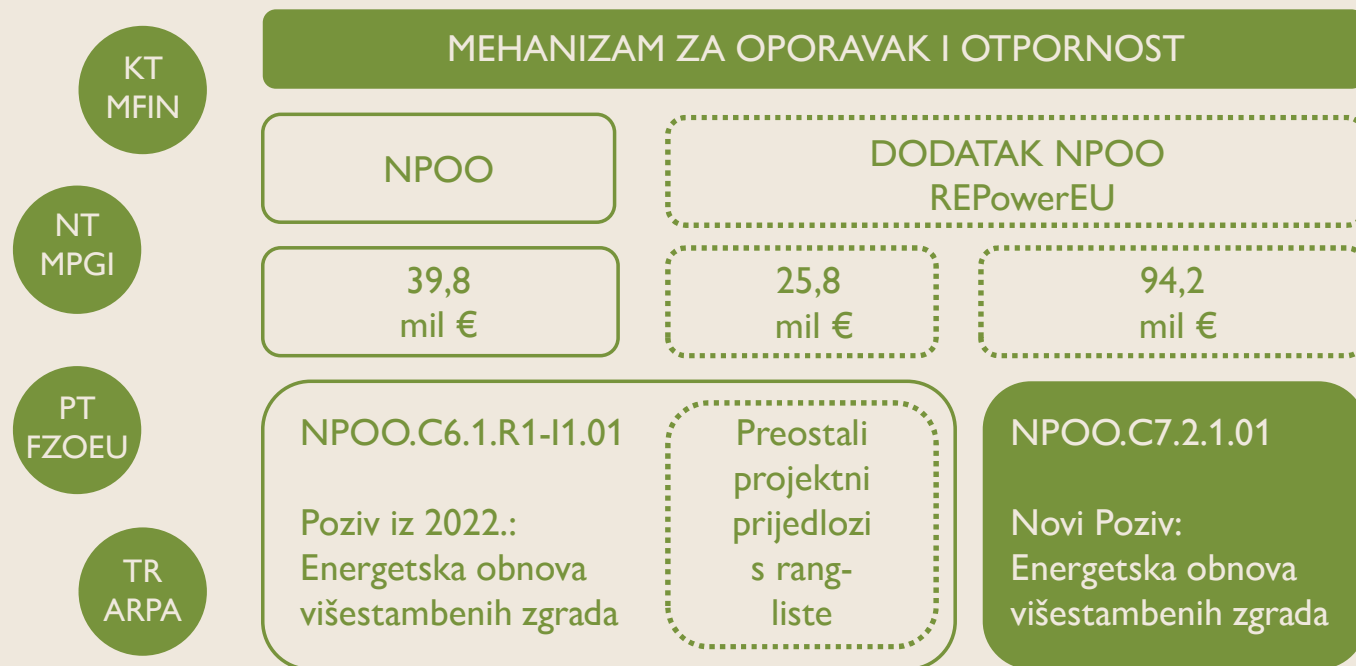 KT
MFIN
NT
MPGI
PT
FZOEU
TR
ARPA
MEHANIZAM ZA OPORAVAK I OTPORNOST
NPOO
DODATAK NPOO
REPowerEU
39,8
mil €
25,8
mil €
94,2
mil €
NPOO.C6.1.R1-I1.01
Poziv iz 2022.:
Energetska obnova
višestambenih zgrada
Preostali
projektni
prijedlozi
s rang-
liste
NPOO.C7.2.1.01
Novi Poziv:
Energetska obnova
višestambenih zgrada